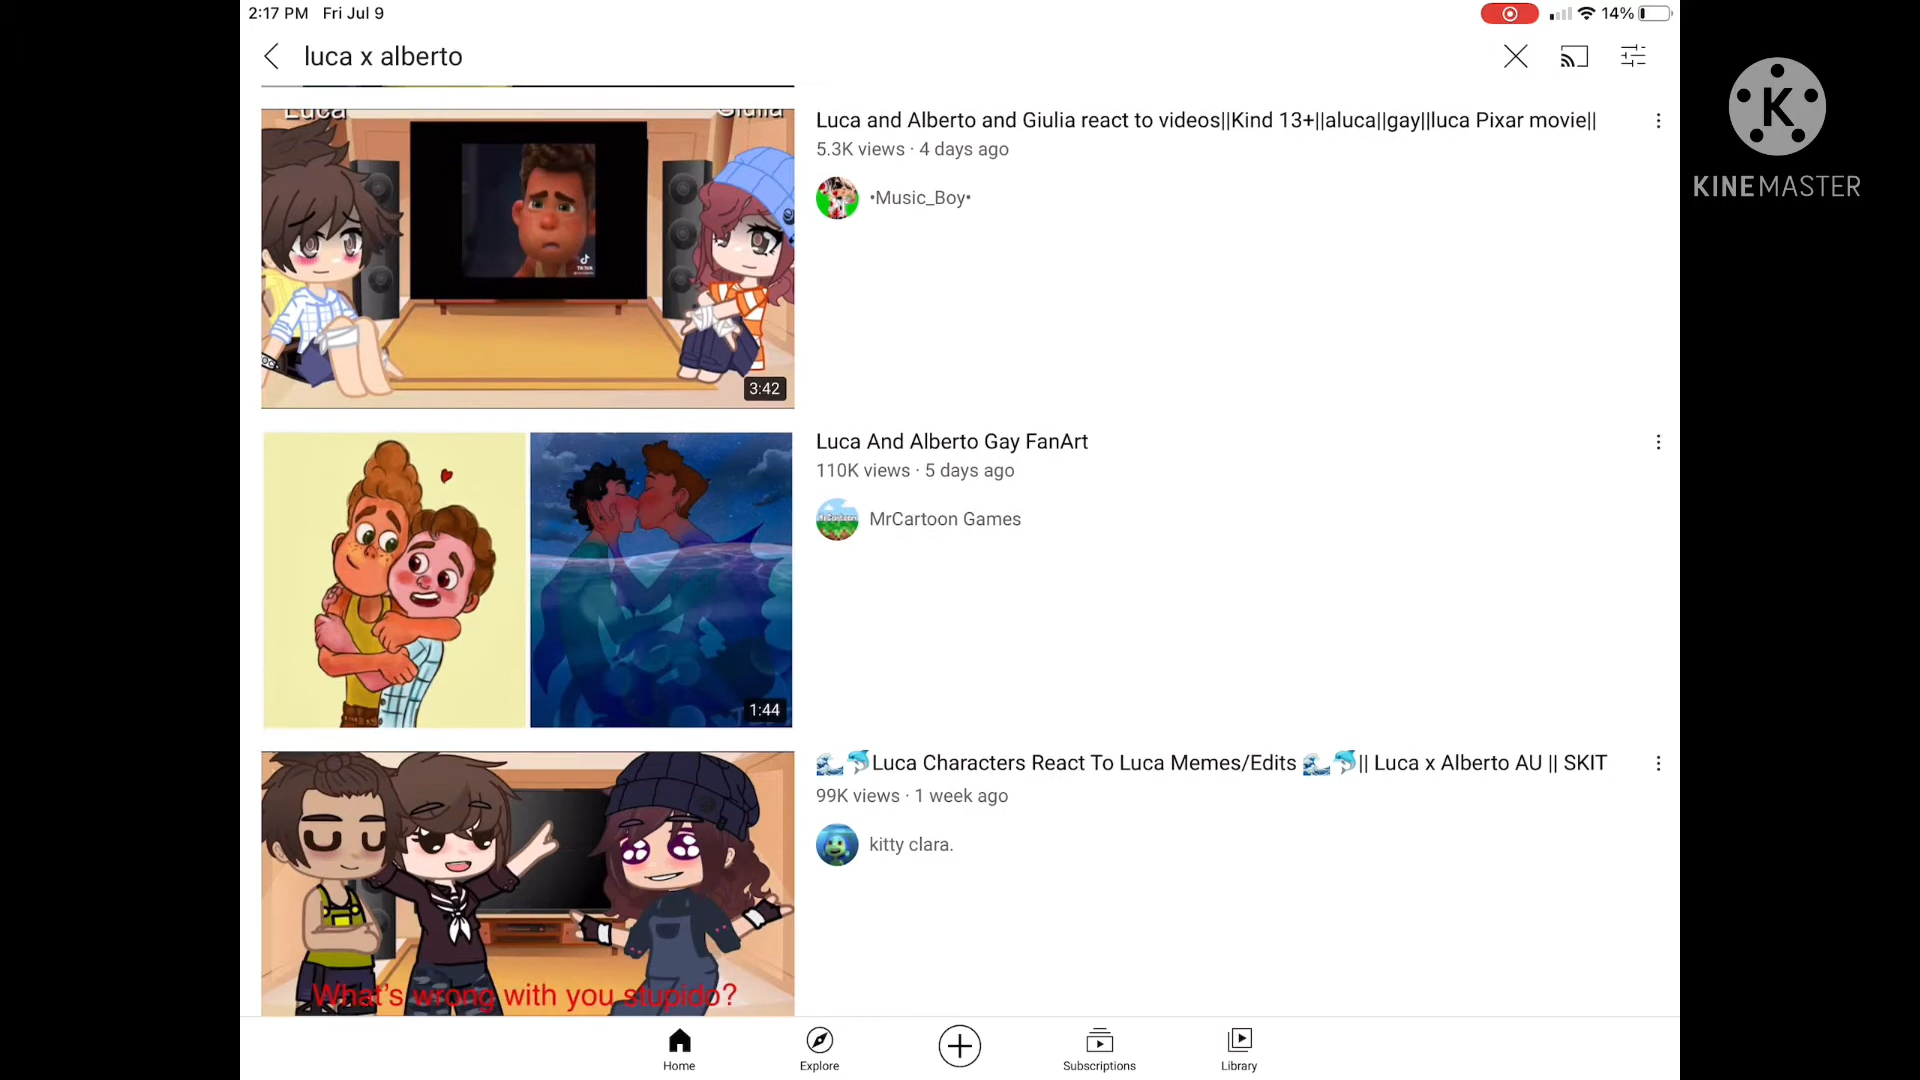 2:17 PM Fri Jul 9
14%
luca x alberto
KINEMASTER
Luca
Giulia
Luca and Alberto and Giulia react to videos||Kind 13+||aluca||gay||luca Pixar movie||
5.3K views · 4 days ago
•Music_Boy•
TikTok
3:42
Luca And Alberto Gay FanArt
110K views · 5 days ago
MrCartoon Games
1:44
🌊🐬Luca Characters React To Luca Memes/Edits 🌊🐬|| Luca x Alberto AU || SKIT
99K views · 1 week ago
kitty clara.
What's wrong with you stupido?
Home
Explore
Subscriptions
Library